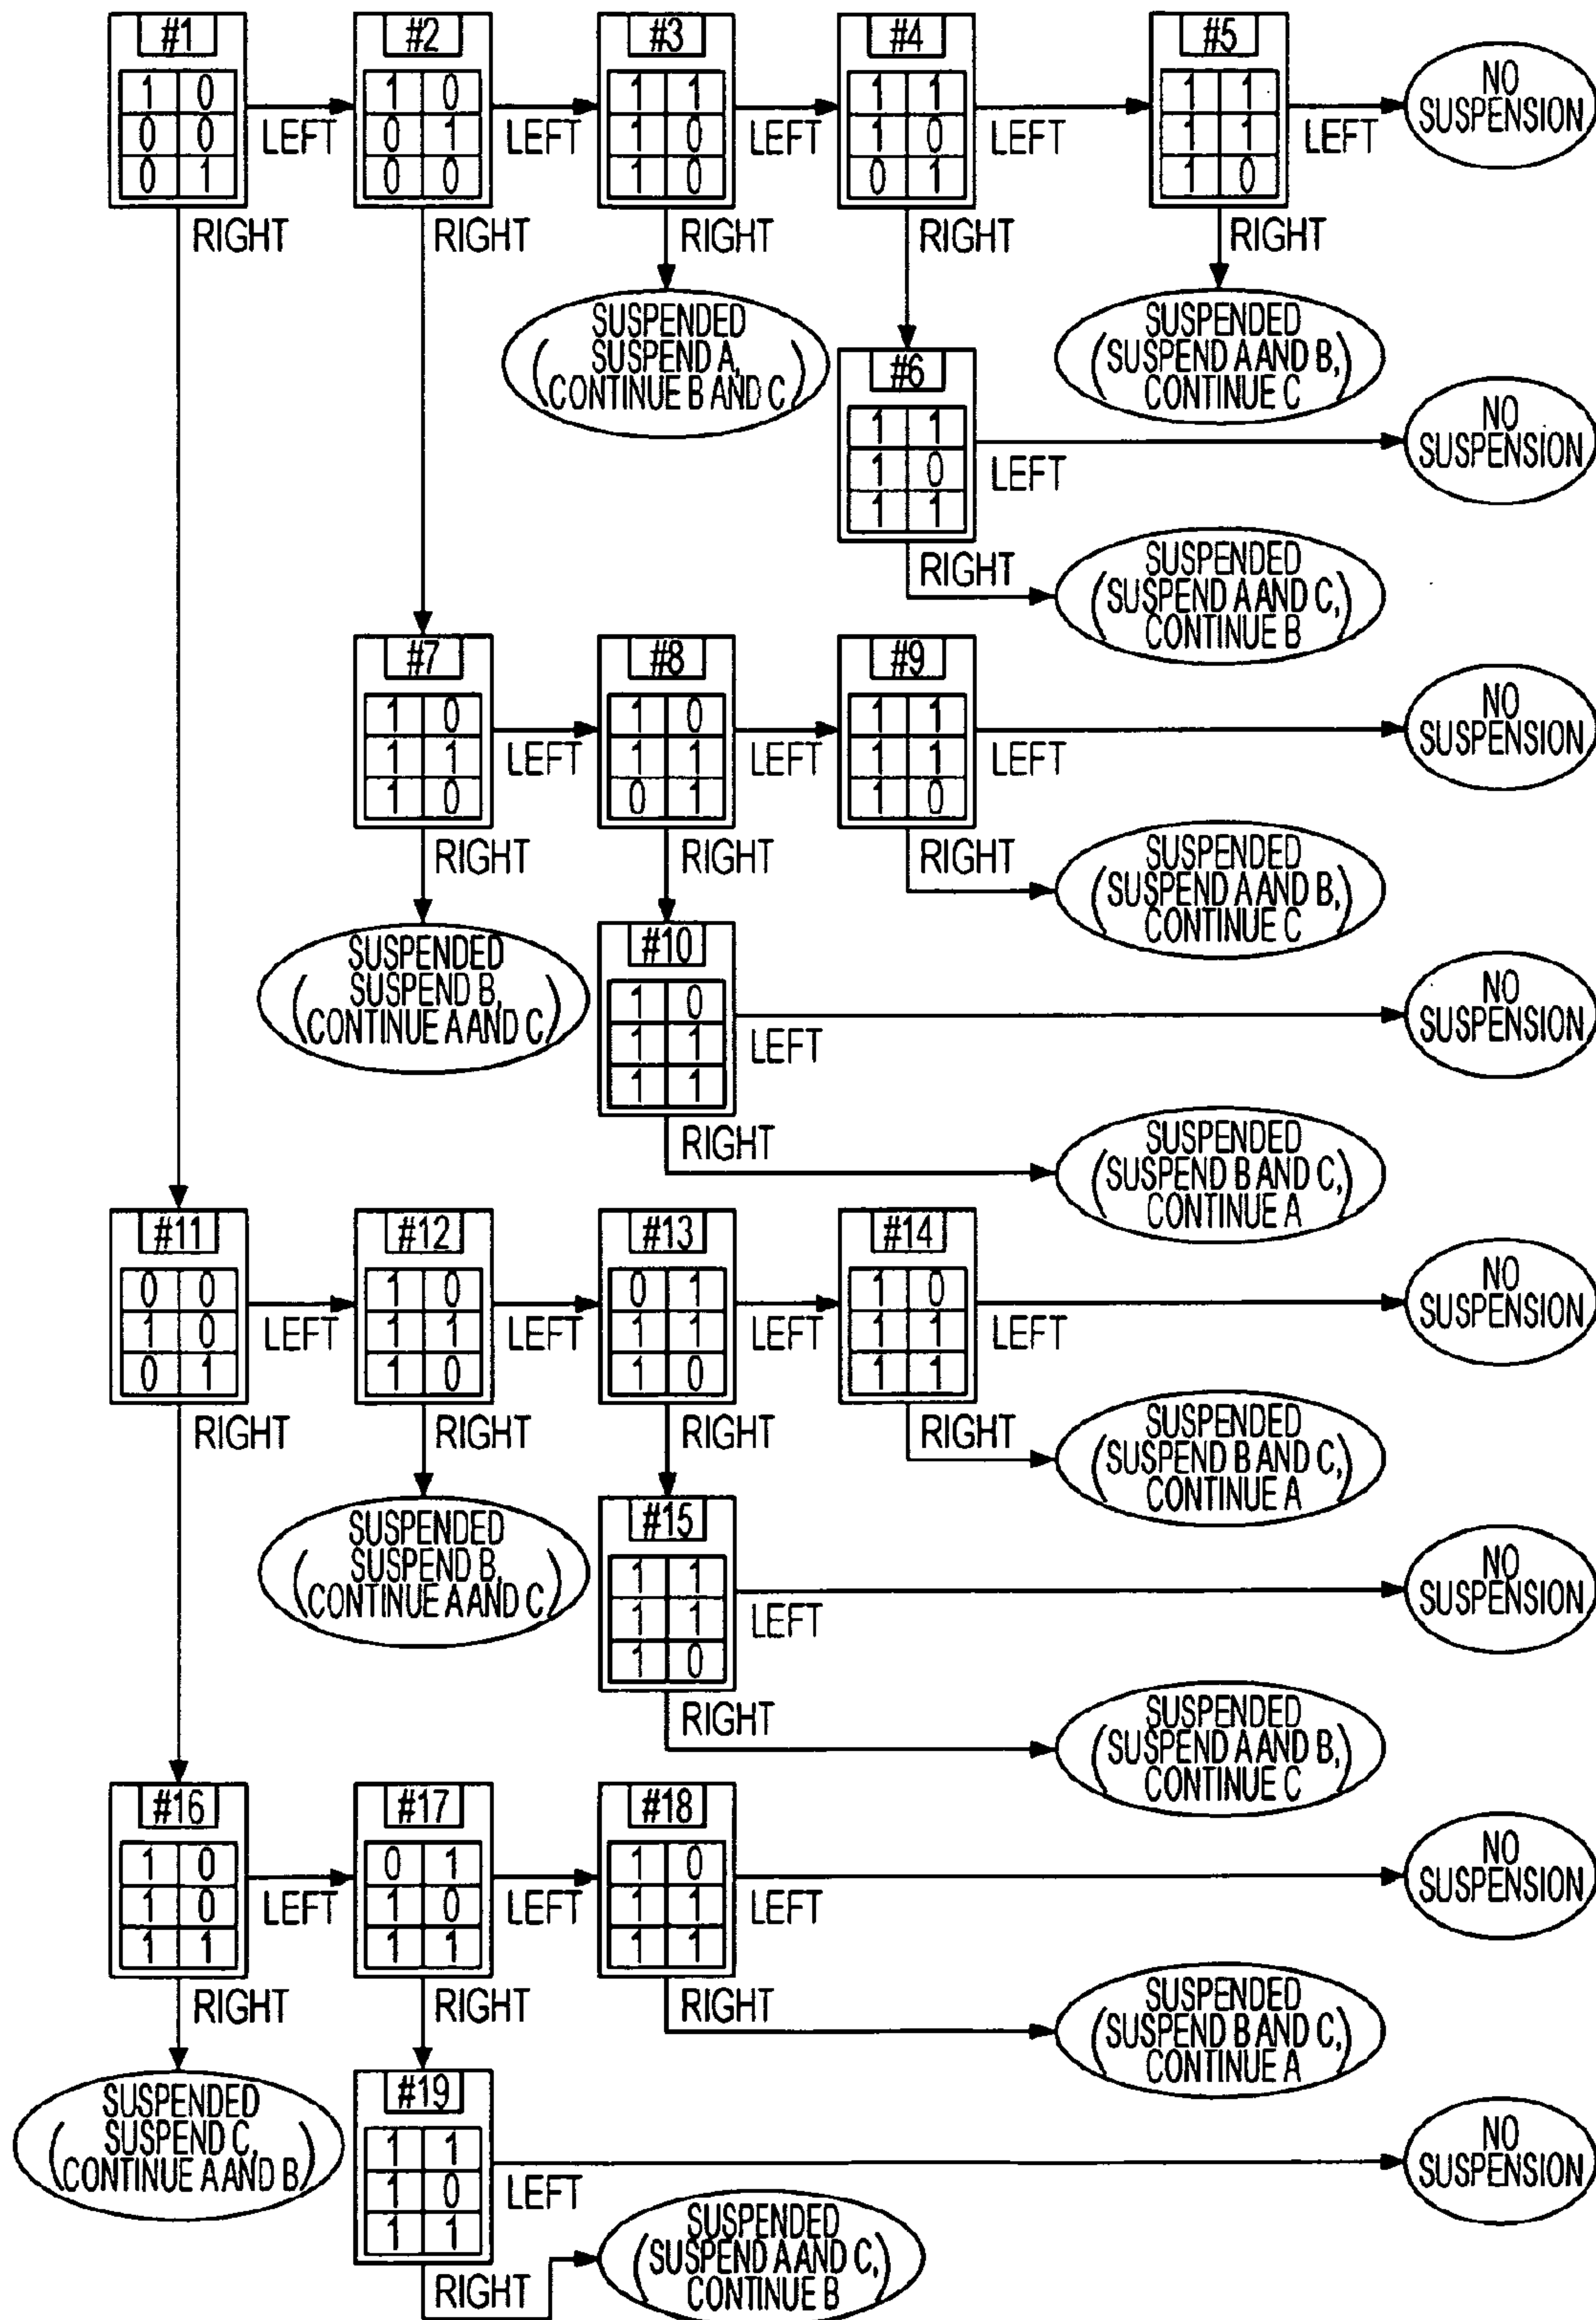 #1 #2 #3 #4 #5
1 0 1 0 1 1 1 1 1 1 NO
0 0 LEFT 0 1 LEFT 1 0 LEFT 1 0 LEFT 1 1 LEFT SUSPENSION
0 1 0 0 1 0 0 1 1 0
RIGHT RIGHT RIGHT RIGHT RIGHT
SUSPENDED SUSPENDED
SUSPEND A, (SUSPEND A AND B,)
(CONTINUE B AND C) CONTINUE C
#6
1 1 NO
1 0 LEFT SUSPENSION
1 1
RIGHT SUSPENDED
(SUSPEND A AND C,)
CONTINUE B
#7 #8 #9
1 0 1 0 1 1 NO
1 1 LEFT 1 1 LEFT 1 1 LEFT SUSPENSION
1 0 0 1 1 0
RIGHT RIGHT RIGHT SUSPENDED
(SUSPEND A AND B,)
CONTINUE C
SUSPENDED #10
SUSPEND B, 1 0 NO
(CONTINUE A AND C) 1 1 LEFT SUSPENSION
1 1
RIGHT SUSPENDED
(SUSPEND B AND C,)
CONTINUE A
#11 #12 #13 #14
0 0 1 0 0 1 1 0 NO
1 0 LEFT 1 1 LEFT 1 1 LEFT 1 1 LEFT SUSPENSION
0 1 1 0 1 0 1 1
RIGHT RIGHT RIGHT RIGHT SUSPENDED
(SUSPEND B AND C,)
CONTINUE A
SUSPENDED #15
SUSPEND B, 1 1 NO
(CONTINUE A AND C) 1 1 LEFT SUSPENSION
1 0
RIGHT SUSPENDED
(SUSPEND A AND B,)
CONTINUE C
#16 #17 #18
1 0 0 1 1 0 NO
1 0 LEFT 1 0 LEFT 1 1 LEFT SUSPENSION
1 1 1 1 1 1
RIGHT RIGHT RIGHT SUSPENDED
(SUSPEND B AND C,)
CONTINUE A
SUSPENDED #19
SUSPEND C, 1 1 NO
(CONTINUE A AND B) 1 0 LEFT SUSPENSION
1 1
RIGHT SUSPENDED
(SUSPEND A AND C,)
CONTINUE B